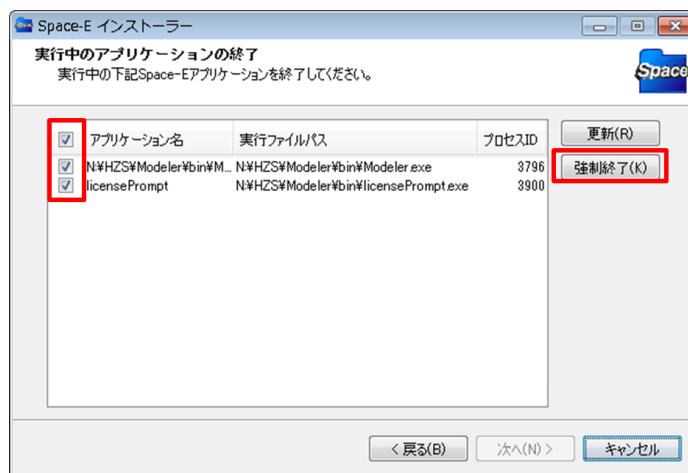 Space-E インストーラー
実行中のアプリケーションの終了
実行中の下記Space-Eアプリケーションを終了してください。
Space
アプリケーション名 実行ファイルパス プロセスID
N:¥HZS¥Modeler¥bin¥M... N:¥HZS¥Modeler¥bin¥Modeler.exe 3796
licensePrompt N:¥HZS¥Modeler¥bin¥licensePrompt.exe 3900
更新(R)
強制終了(K)
< 戻る(B) 次へ(N) > キャンセル